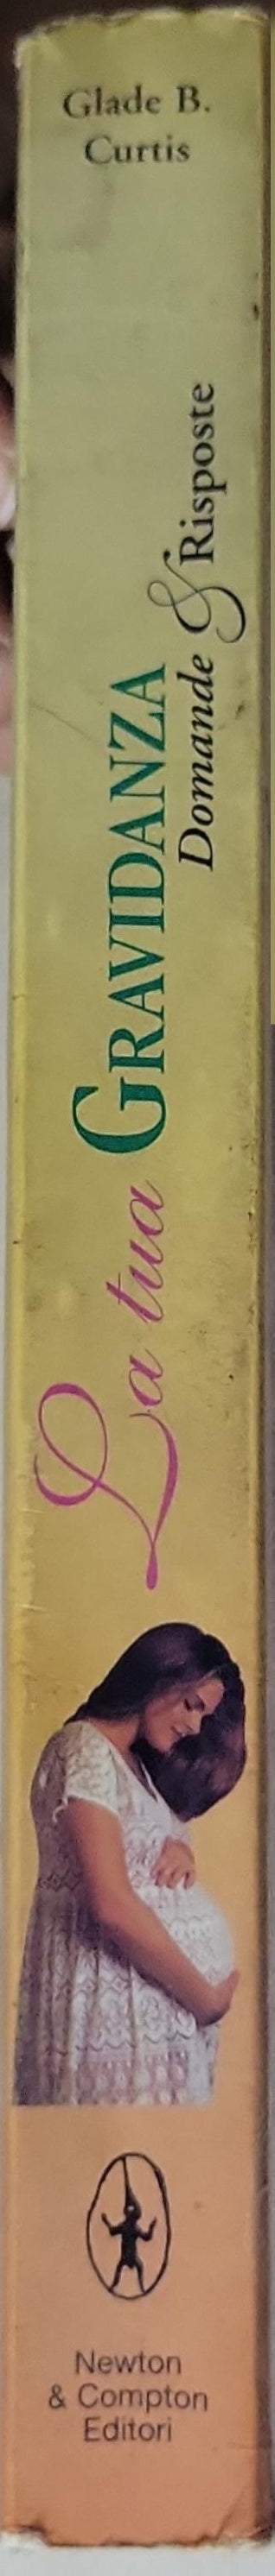 Glade B.
Curtis
La tua GRAVIDANZA
Domande & Risposte
Newton
& Compton
Editori